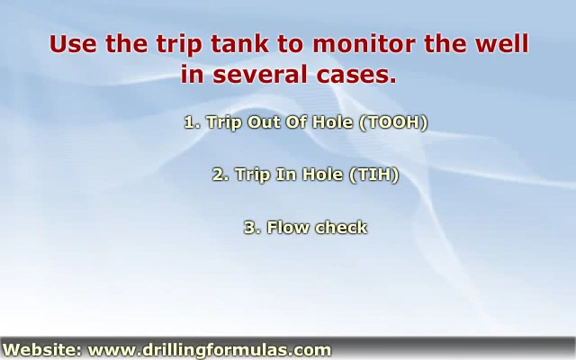 Use the trip tank to monitor the well
in several cases.
1. Trip Out Of Hole (TOOH)
2. Trip In Hole (TIH)
3. Flow check
Website: www.drillingformulas.com